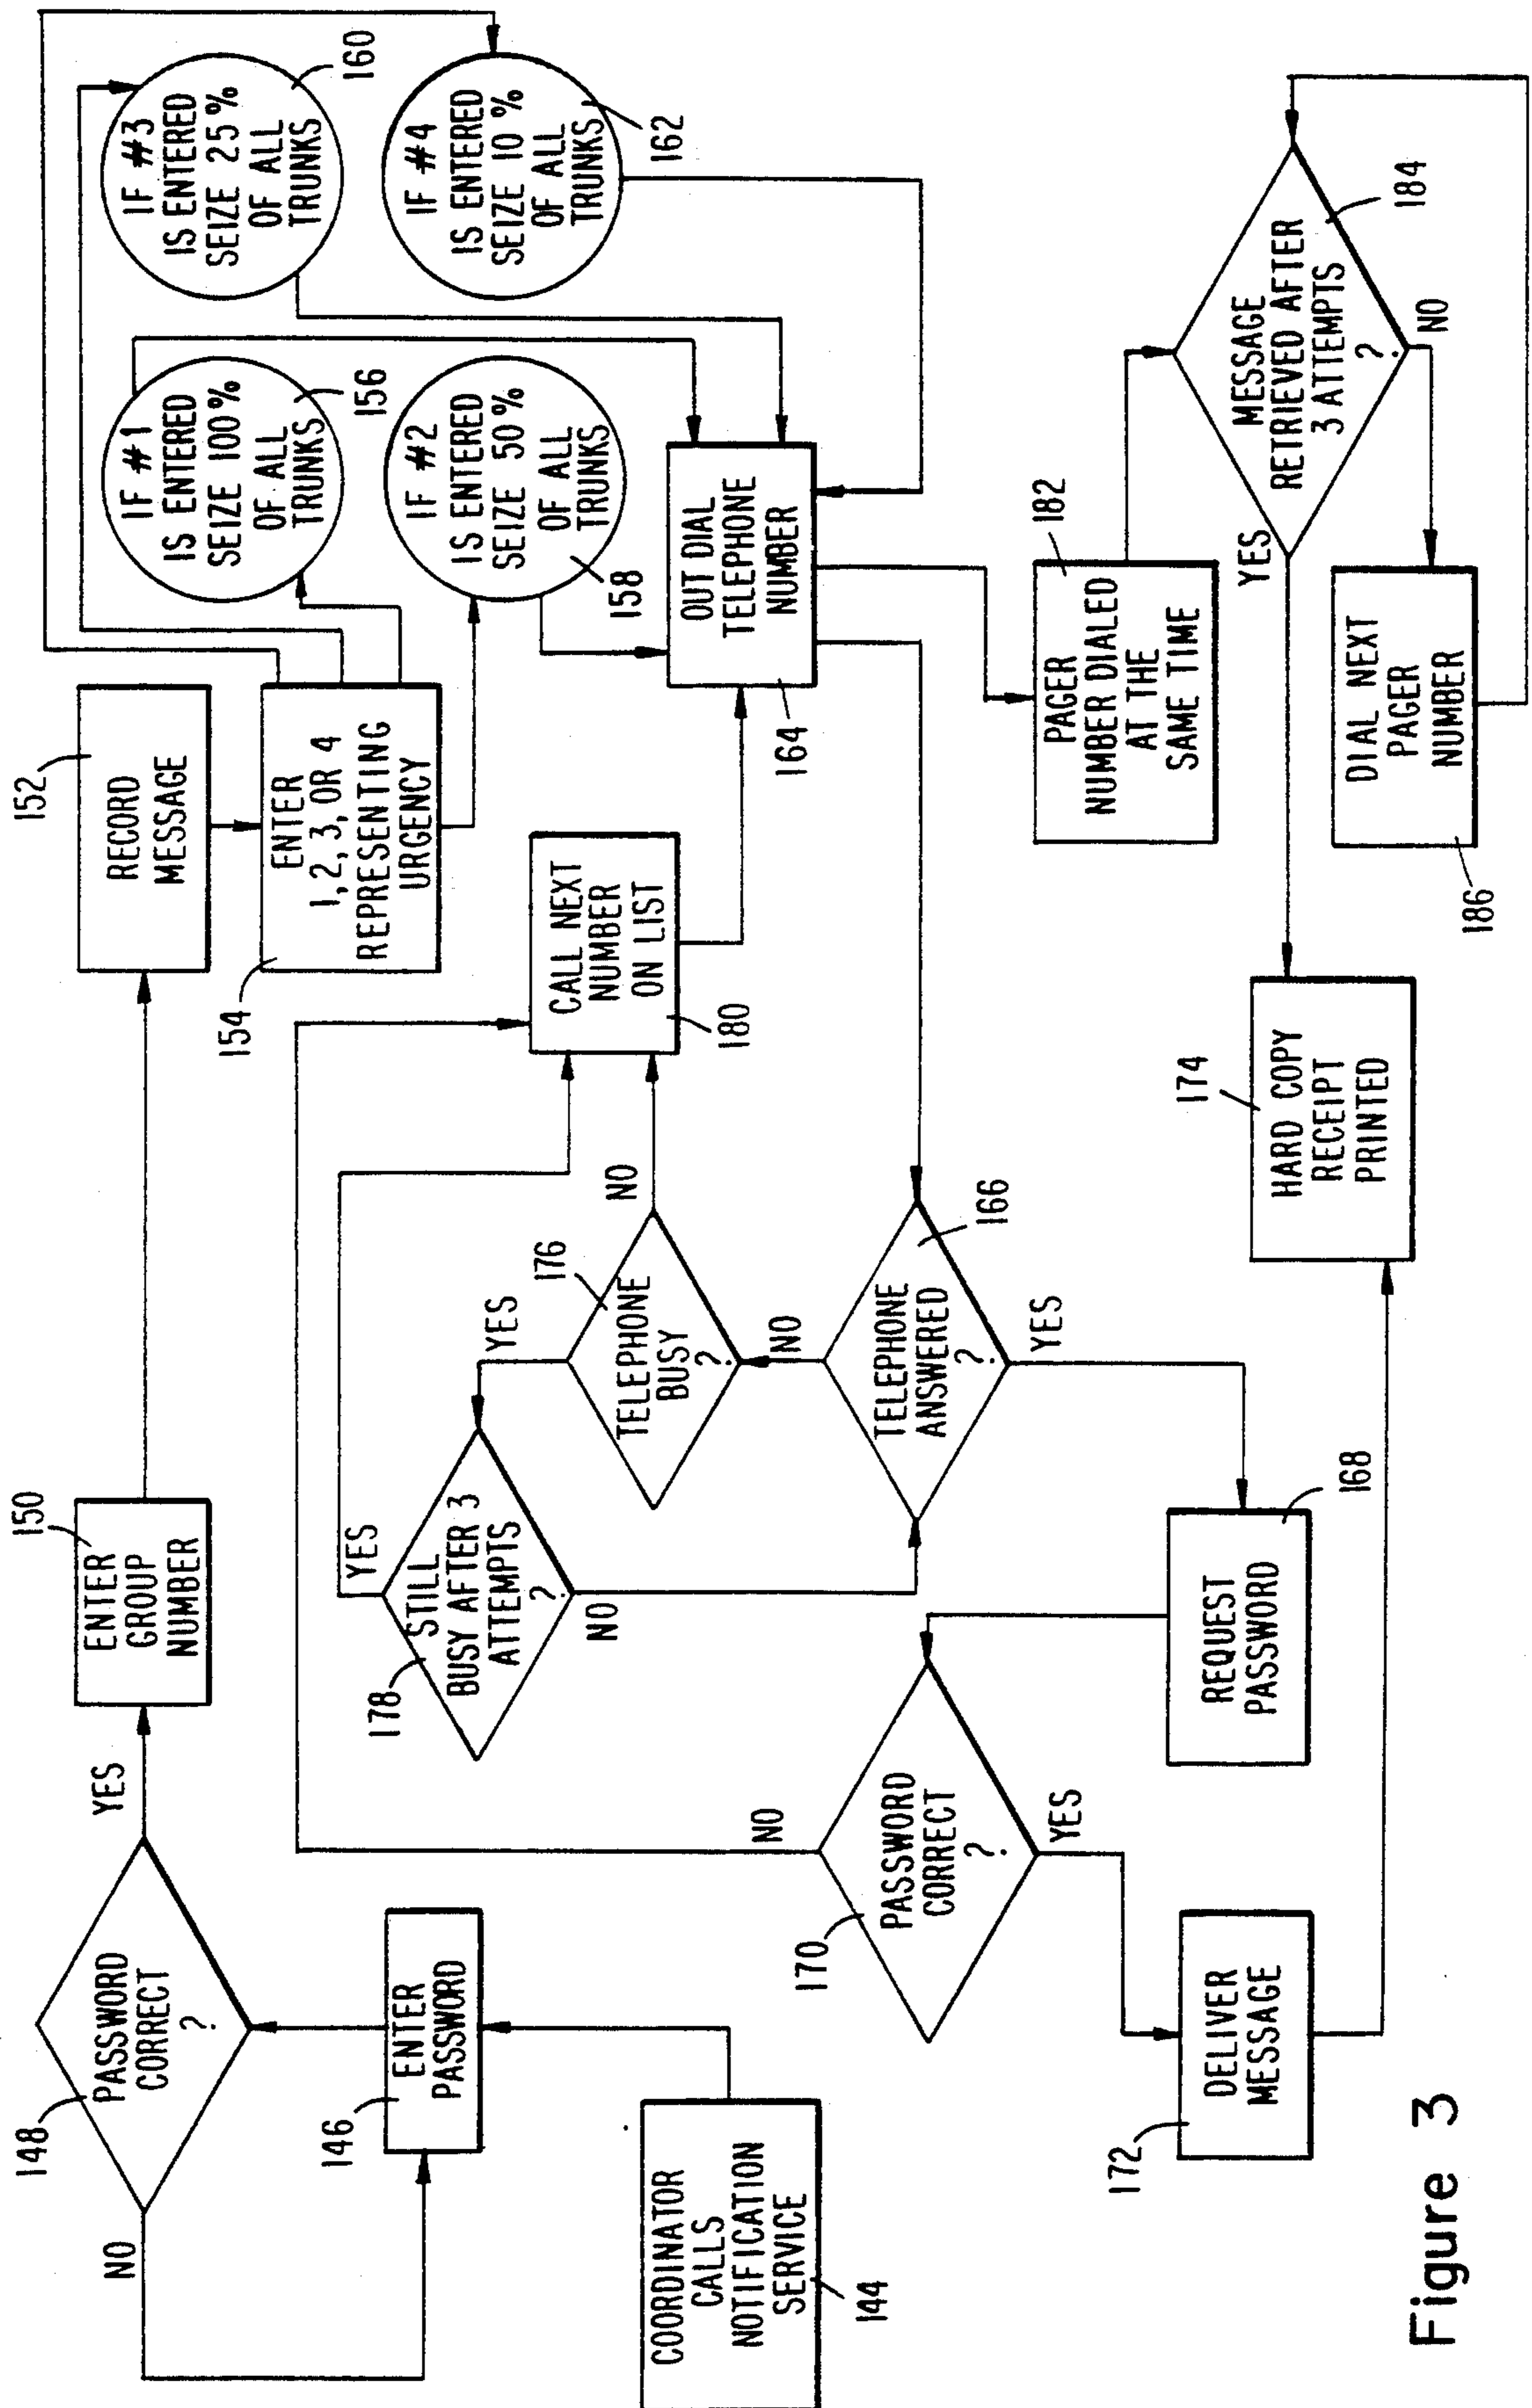 148
PASSWORD
CORRECT
?
YES
NO
146
ENTER
PASSWORD
COORDINATOR
CALLS
NOTIFICATION
SERVICE
144
150
ENTER
GROUP
NUMBER
152
RECORD
MESSAGE
154
ENTER
1, 2, 3, OR 4
REPRESENTING
URGENCY
IF #1
IS ENTERED
SEIZE 100%
OF ALL
TRUNKS
156
IF #3
IS ENTERED
SEIZE 25%
OF ALL
TRUNKS
160
IF #2
IS ENTERED
SEIZE 50%
OF ALL
TRUNKS
158
IF #4
IS ENTERED
SEIZE 10%
OF ALL
TRUNKS
162
OUT DIAL
TELEPHONE
NUMBER
164
CALL NEXT
NUMBER
ON LIST
180
178
STILL
BUSY AFTER 3
ATTEMPTS
?
YES
NO
176
TELEPHONE
BUSY
?
YES
NO
TELEPHONE
ANSWERED
?
166
NO
YES
170
PASSWORD
CORRECT
?
NO
YES
REQUEST
PASSWORD
168
172
DELIVER
MESSAGE
174
HARD COPY
RECEIPT
PRINTED
182
PAGER
NUMBER DIALED
AT THE
SAME TIME
MESSAGE
RETRIEVED AFTER
3 ATTEMPTS
?
184
YES
NO
DIAL NEXT
PAGER
NUMBER
186
Figure 3